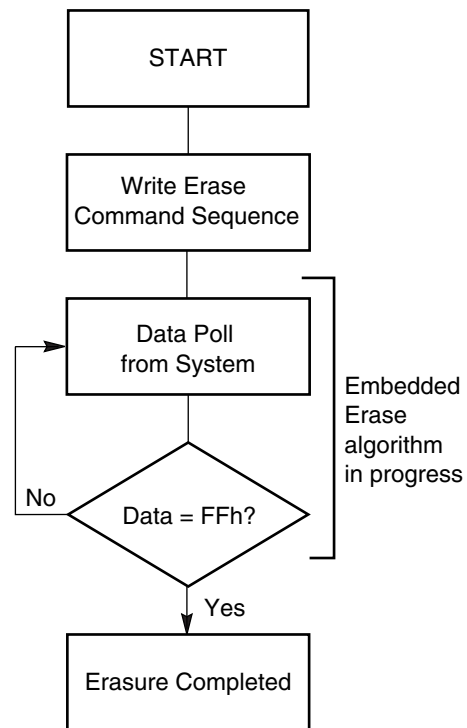 START
Write Erase
Command Sequence
Data Poll
from System
Embedded
Erase
algorithm
in progress
No
Data = FFh?
Yes
Erasure Completed